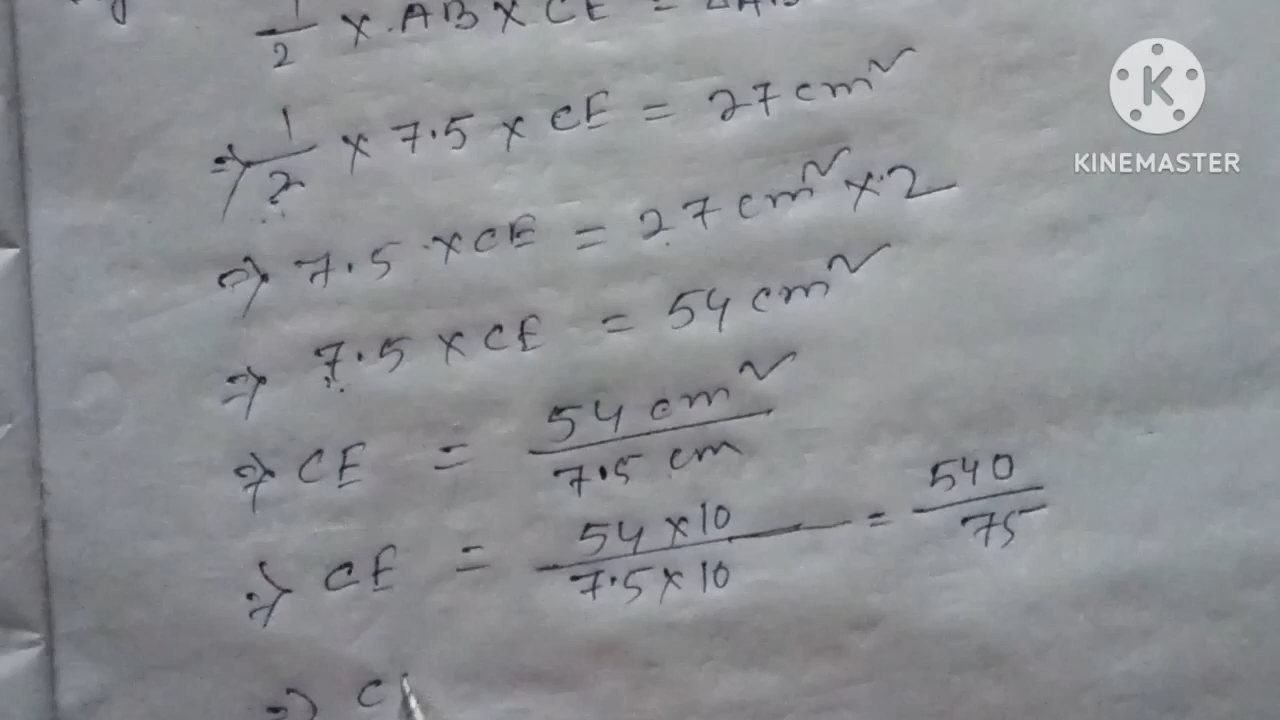 1/2 × AB × CE =
⇒ 1/2 × 7.5 × CE = 27 cm²
⇒ 7.5 × CE = 27 cm² × 2
⇒ 7.5 × CE = 54 cm²
⇒ CE = 54 cm² / 7.5 cm
⇒ CE = 54 × 10 / 7.5 × 10 = 540 / 75
⇒ C
K
KINEMASTER